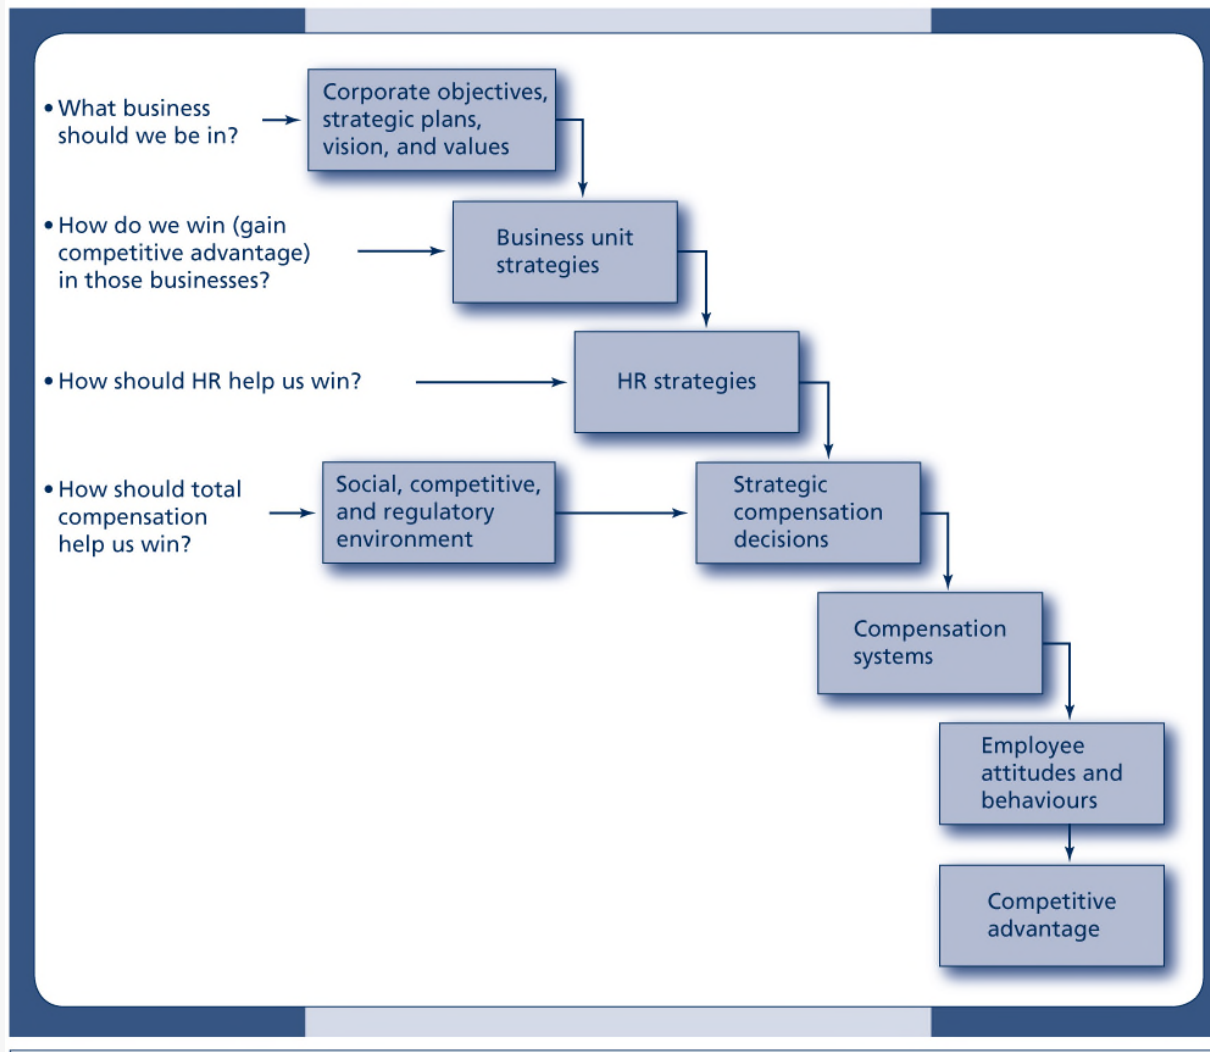 • What business
should we be in?
Corporate objectives,
strategic plans,
vision, and values
• How do we win (gain
competitive advantage)
in those businesses?
Business unit
strategies
• How should HR help us win?
HR strategies
• How should total
compensation
help us win?
Social, competitive,
and regulatory
environment
Strategic
compensation
decisions
Compensation
systems
Employee
attitudes and
behaviours
Competitive
advantage